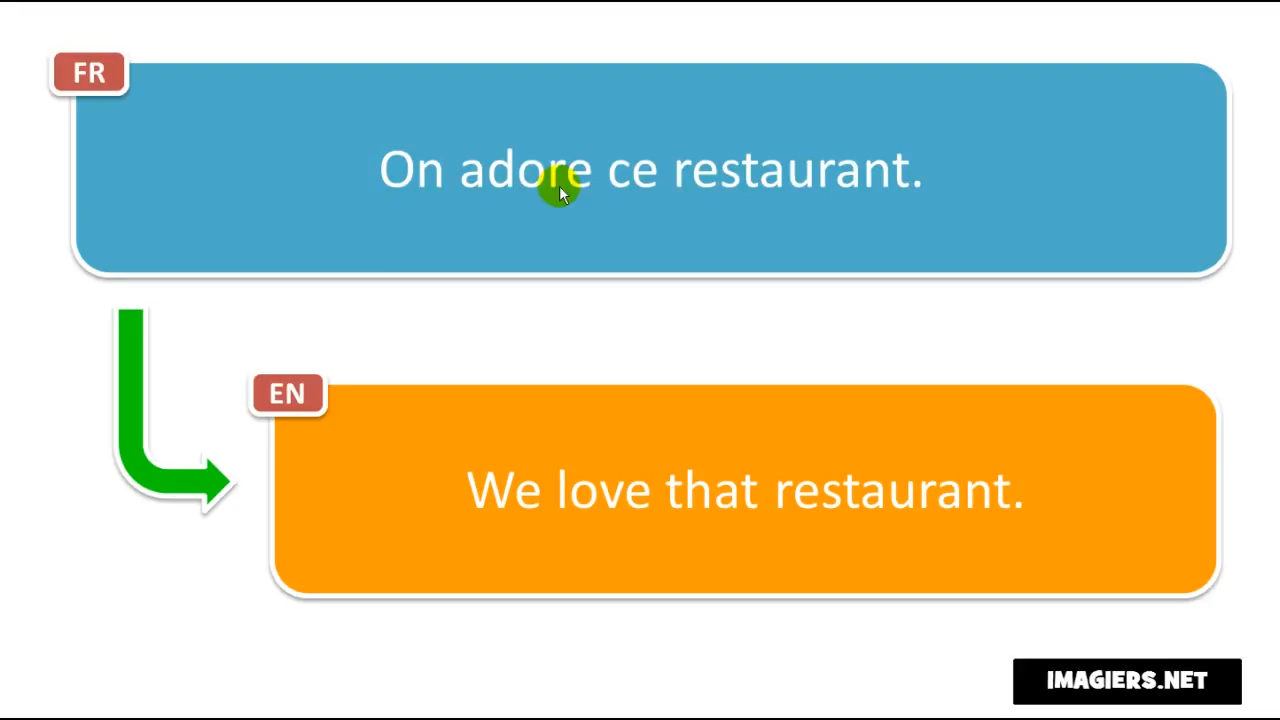 FR
On adore ce restaurant.
EN
We love that restaurant.
IMAGIERS.NET